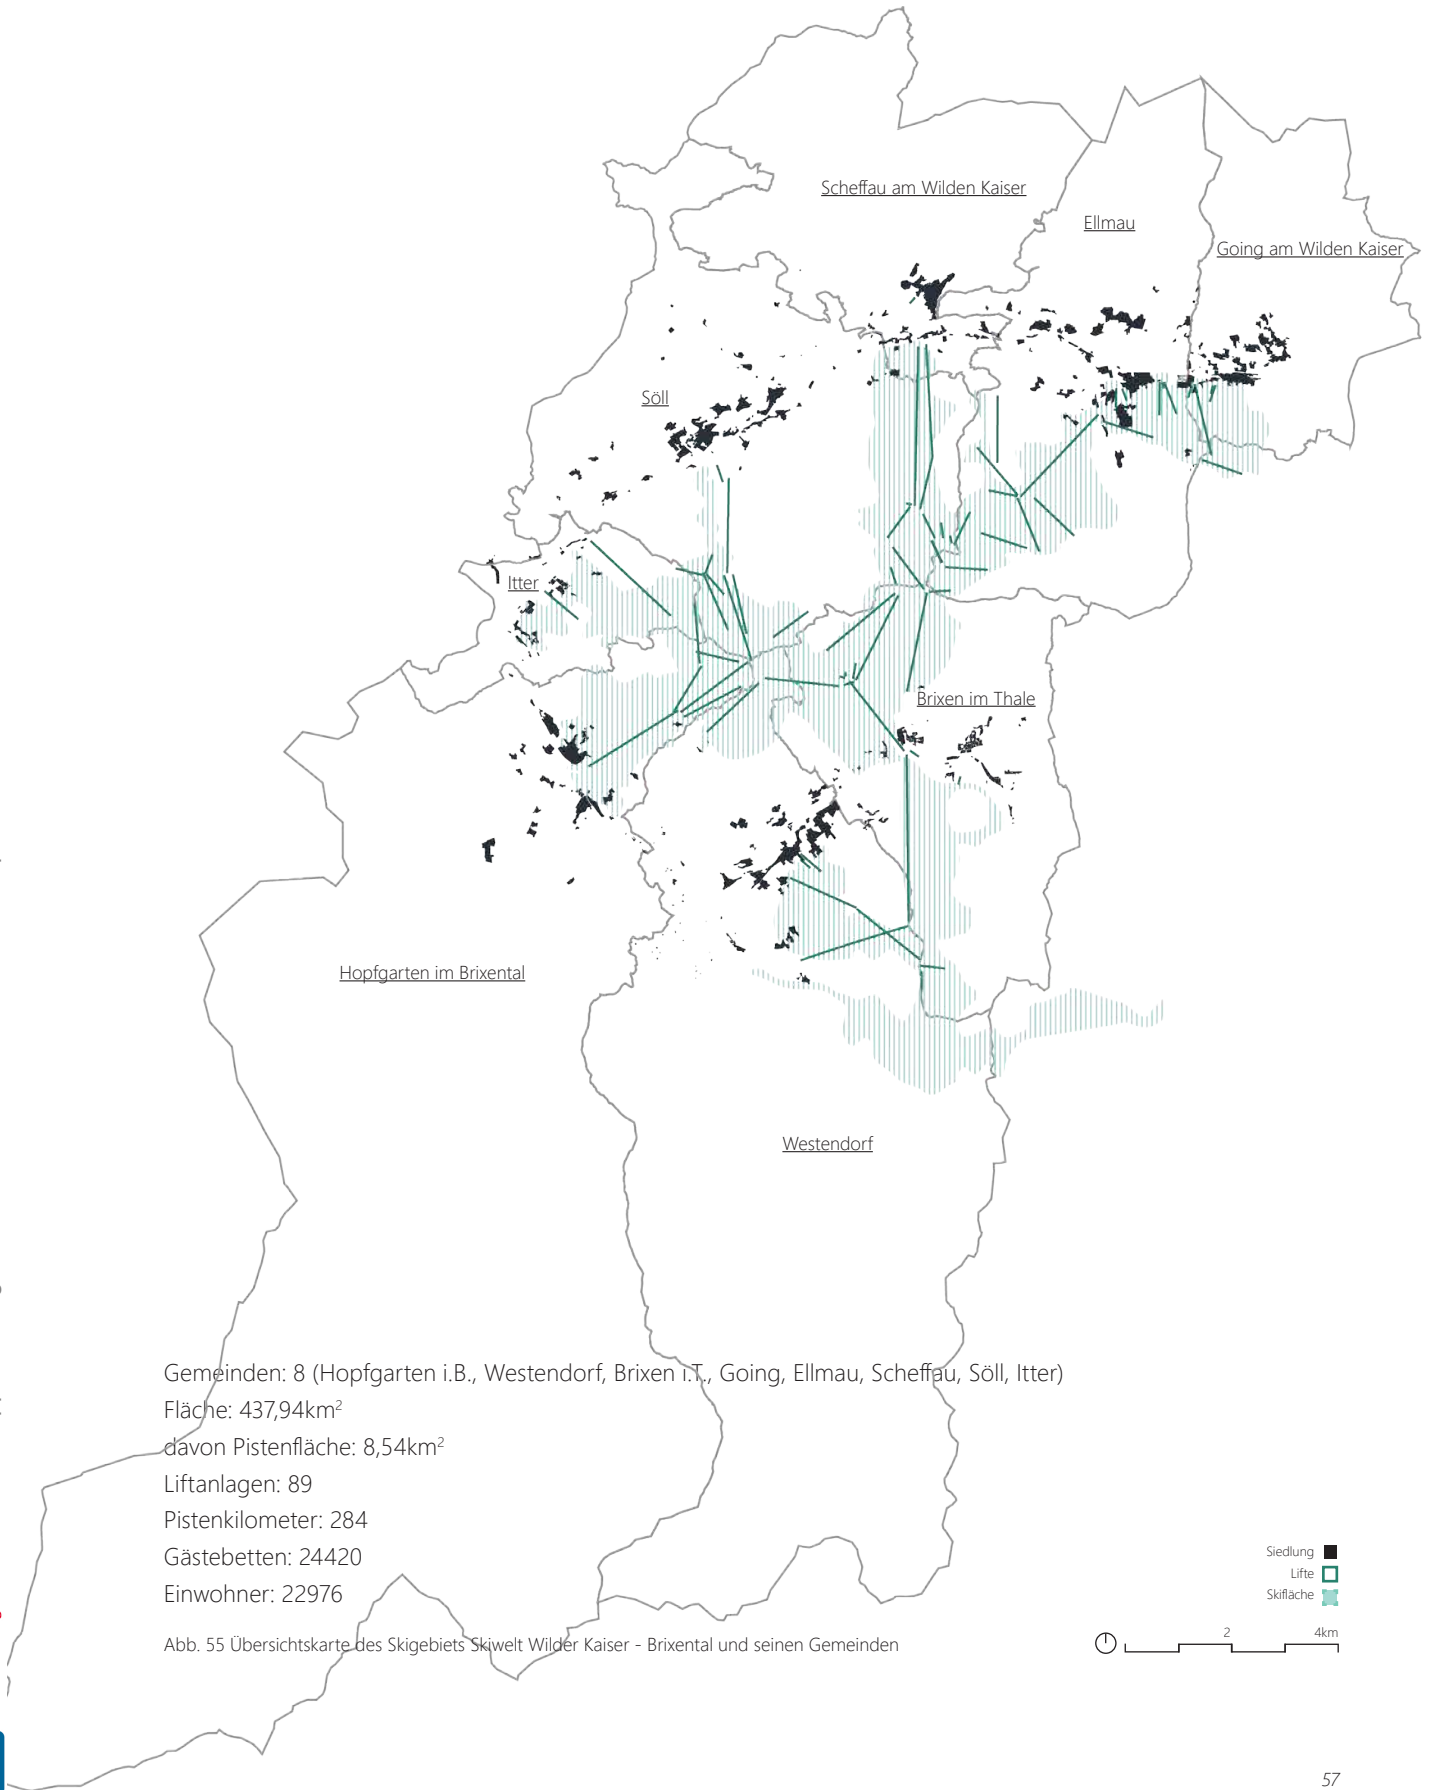 Scheffau am Wilden Kaiser
Ellmau
Going am Wilden Kaiser
Söll
Itter
Brixen im Thale
Hopfgarten im Brixental
Westendorf
Gemeinden: 8 (Hopfgarten i.B., Westendorf, Brixen i.T., Going, Ellmau, Scheffau, Söll, Itter)
Fläche: 437,94km²
davon Pistenfläche: 8,54km²
Liftanlagen: 89
Pistenkilometer: 284
Gästebetten: 24420
Einwohner: 22976
Siedlung
Lifte
Skifläche
Abb. 55 Übersichtskarte des Skigebiets Skiwelt Wilder Kaiser - Brixental und seinen Gemeinden
2 4km
57